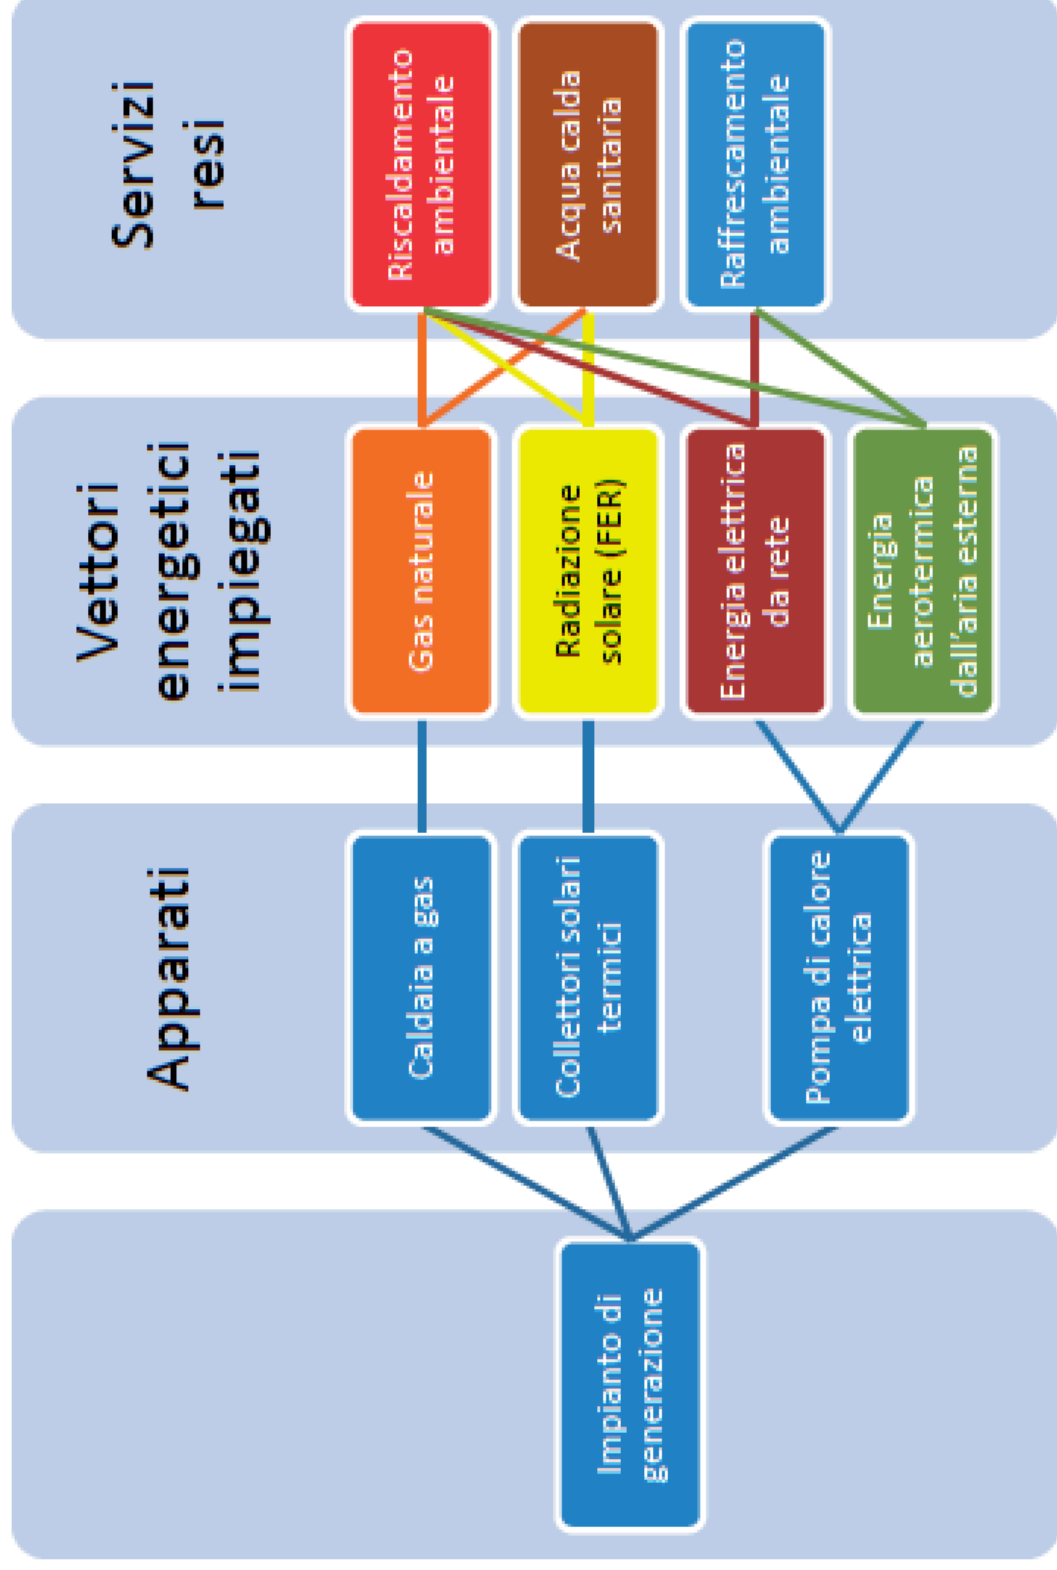 Impianto di
generazione
Apparati
Caldaia a gas
Collettori solari
termici
Pompa di calore
elettrica
Vettori
energetici
impiegati
Gas naturale
Radiazione
solare (FER)
Energia elettrica
da rete
Energia
aerotermica
dall'aria esterna
Servizi
resi
Riscaldamento
ambientale
Acqua calda
sanitaria
Raffrescamento
ambientale